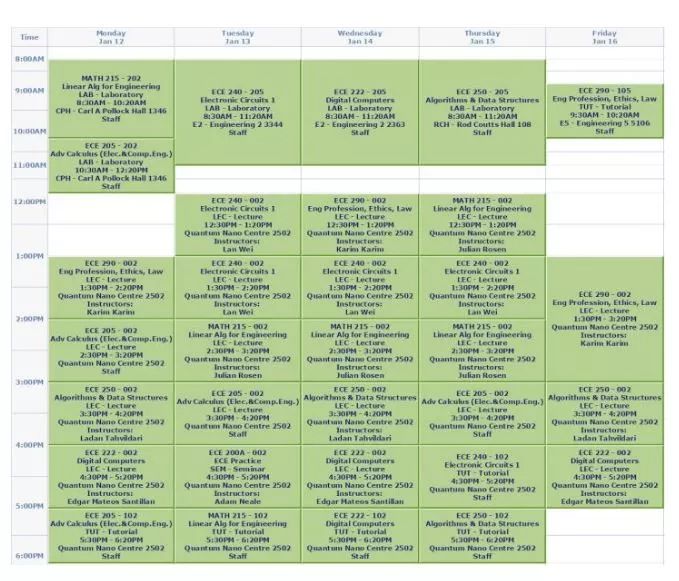 Time
Monday
Jan 12
Tuesday
Jan 13
Wednesday
Jan 14
Thursday
Jan 15
Friday
Jan 16
8:00AM
9:00AM
10:00AM
11:00AM
12:00PM
1:00PM
2:00PM
3:00PM
4:00PM
5:00PM
6:00PM
MATH 215 - 202
Linear Alg for Engineering
LAB - Laboratory
8:30AM - 10:20AM
CPH - Carl A Pollock Hall 1346
Staff
ECE 205 - 202
Adv Calculus (Elec.&Comp.Eng.)
LAB - Laboratory
10:30AM - 12:20PM
CPH - Carl A Pollock Hall 1346
Staff
ECE 290 - 002
Eng Profession, Ethics, Law
LEC - Lecture
1:30PM - 2:20PM
Quantum Nano Centre 2502
Instructors:
Karim Karim
ECE 205 - 002
Adv Calculus (Elec.&Comp.Eng.)
LEC - Lecture
2:30PM - 3:20PM
Quantum Nano Centre 2502
Staff
ECE 250 - 002
Algorithms & Data Structures
LEC - Lecture
3:30PM - 4:20PM
Quantum Nano Centre 2502
Instructors:
Ladan Tahvildari
ECE 222 - 002
Digital Computers
LEC - Lecture
4:30PM - 5:20PM
Quantum Nano Centre 2502
Instructors:
Edgar Mateos Santillan
ECE 205 - 102
Adv Calculus (Elec.&Comp.Eng.)
TUT - Tutorial
5:30PM - 6:20PM
Quantum Nano Centre 2502
Staff
ECE 240 - 205
Electronic Circuits 1
LAB - Laboratory
8:30AM - 11:20AM
E2 - Engineering 2 3344
Staff
ECE 240 - 002
Electronic Circuits 1
LEC - Lecture
12:30PM - 1:20PM
Quantum Nano Centre 2502
Instructors:
Lan Wei
ECE 240 - 002
Electronic Circuits 1
LEC - Lecture
1:30PM - 2:20PM
Quantum Nano Centre 2502
Instructors:
Lan Wei
MATH 215 - 002
Linear Alg for Engineering
LEC - Lecture
2:30PM - 3:20PM
Quantum Nano Centre 2502
Instructors:
Julian Rosen
ECE 205 - 002
Adv Calculus (Elec.&Comp.Eng.)
LEC - Lecture
3:30PM - 4:20PM
Quantum Nano Centre 2502
Staff
ECE 200A - 002
ECE Practice
SEM - Seminar
4:30PM - 5:20PM
Quantum Nano Centre 2502
Instructors:
Adam Neale
MATH 215 - 102
Linear Alg for Engineering
TUT - Tutorial
5:30PM - 6:20PM
Quantum Nano Centre 2502
Staff
ECE 222 - 205
Digital Computers
LAB - Laboratory
8:30AM - 11:20AM
E2 - Engineering 2 2363
Staff
ECE 290 - 002
Eng Profession, Ethics, Law
LEC - Lecture
12:30PM - 1:20PM
Quantum Nano Centre 2502
Instructors:
Karim Karim
ECE 240 - 002
Electronic Circuits 1
LEC - Lecture
1:30PM - 2:20PM
Quantum Nano Centre 2502
Instructors:
Lan Wei
MATH 215 - 002
Linear Alg for Engineering
LEC - Lecture
2:30PM - 3:20PM
Quantum Nano Centre 2502
Instructors:
Julian Rosen
ECE 250 - 002
Algorithms & Data Structures
LEC - Lecture
3:30PM - 4:20PM
Quantum Nano Centre 2502
Instructors:
Ladan Tahvildari
ECE 222 - 002
Digital Computers
LEC - Lecture
4:30PM - 5:20PM
Quantum Nano Centre 2502
Instructors:
Edgar Mateos Santillan
ECE 222 - 102
Digital Computers
TUT - Tutorial
5:30PM - 6:20PM
Quantum Nano Centre 2502
Staff
ECE 250 - 205
Algorithms & Data Structures
LAB - Laboratory
8:30AM - 11:20AM
RCH - Rod Coutts Hall 108
Staff
MATH 215 - 002
Linear Alg for Engineering
LEC - Lecture
12:30PM - 1:20PM
Quantum Nano Centre 2502
Instructors:
Julian Rosen
ECE 240 - 002
Electronic Circuits 1
LEC - Lecture
1:30PM - 2:20PM
Quantum Nano Centre 2502
Instructors:
Lan Wei
MATH 215 - 002
Linear Alg for Engineering
LEC - Lecture
2:30PM - 3:20PM
Quantum Nano Centre 2502
Instructors:
Julian Rosen
ECE 205 - 002
Adv Calculus (Elec.&Comp.Eng.)
LEC - Lecture
3:30PM - 4:20PM
Quantum Nano Centre 2502
Staff
ECE 240 - 102
Electronic Circuits 1
TUT - Tutorial
4:30PM - 5:20PM
Quantum Nano Centre 2502
Staff
ECE 250 - 102
Algorithms & Data Structures
TUT - Tutorial
5:30PM - 6:20PM
Quantum Nano Centre 2502
Staff
ECE 290 - 105
Eng Profession, Ethics, Law
TUT - Tutorial
9:30AM - 10:20AM
E5 - Engineering 5 5106
Staff
ECE 290 - 002
Eng Profession, Ethics, Law
LEC - Lecture
1:30PM - 3:20PM
Quantum Nano Centre 2502
Instructors:
Karim Karim
ECE 250 - 002
Algorithms & Data Structures
LEC - Lecture
3:30PM - 4:20PM
Quantum Nano Centre 2502
Instructors:
Ladan Tahvildari
ECE 222 - 002
Digital Computers
LEC - Lecture
4:30PM - 5:20PM
Quantum Nano Centre 2502
Instructors:
Edgar Mateos Santillan